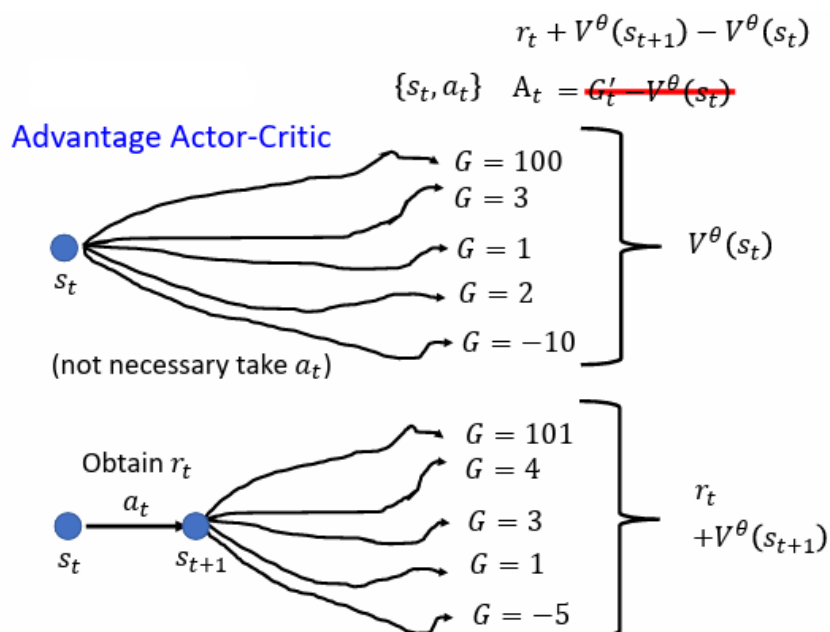 r_t + V^θ(s_{t+1}) − V^θ(s_t)
{s_t, a_t} A_t = G'_t − V^θ(s_t)
Advantage Actor-Critic
G = 100
G = 3
G = 1
G = 2
G = −10
V^θ(s_t)
s_t
(not necessary take a_t)
Obtain r_t
a_t
s_t
s_{t+1}
G = 101
G = 4
G = 3
G = 1
G = −5
r_t
+V^θ(s_{t+1})